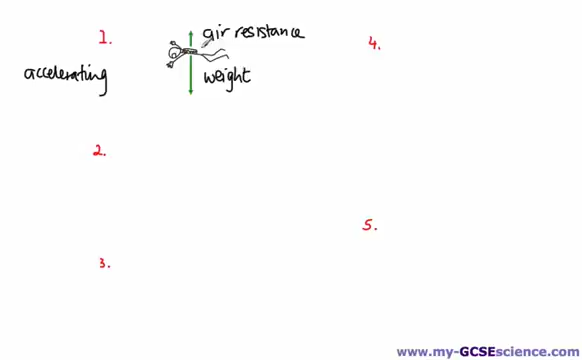 1.
air resistance
accelerating
weight
2.
3.
4.
5.
www.my-GCSEscience.com